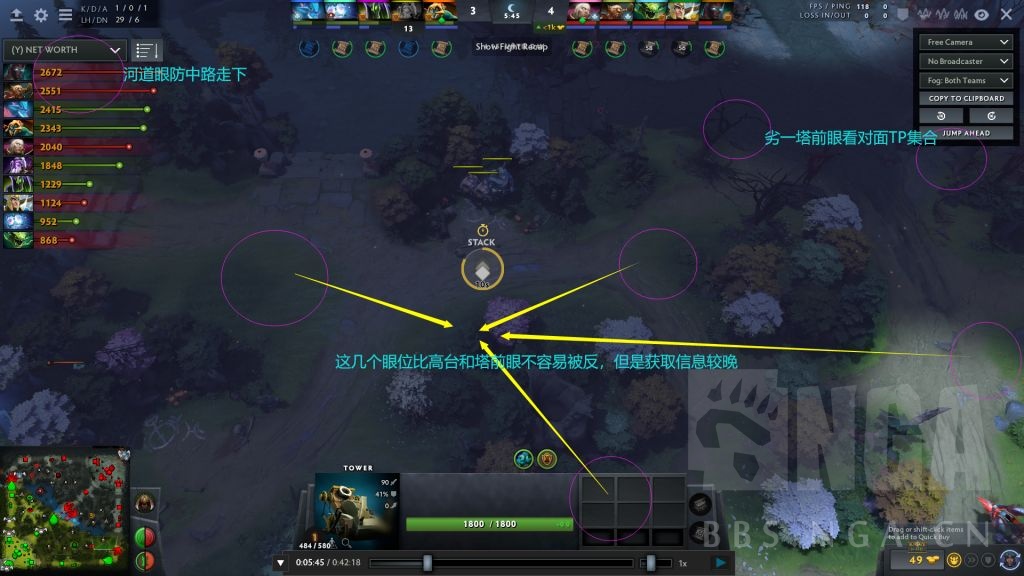 K/D/A 1 / 0 / 1
LH/DN 29 / 6
3
5:45
4
<1k
13
FPS / PING 118 0
LOSS IN/OUT 0 0
(Y) NET WORTH
2672
2551
2415
2343
2040
1848
1229
1124
952
868
河道眼防中路走下
Free Camera
No Broadcaster
Fog: Both Teams
COPY TO CLIPBOARD
JUMP AHEAD
劣一塔前眼看对面TP集合
STACK
10s
这几个眼位比高台和塔前眼不容易被反，但是获取信息较晚
TOWER
90
41%
0
484 / 580
1800 / 1800
+0.0
NGA
Drag or shift-click items
to add to Quick Buy
49
0:05:45 / 0:42:18
1x